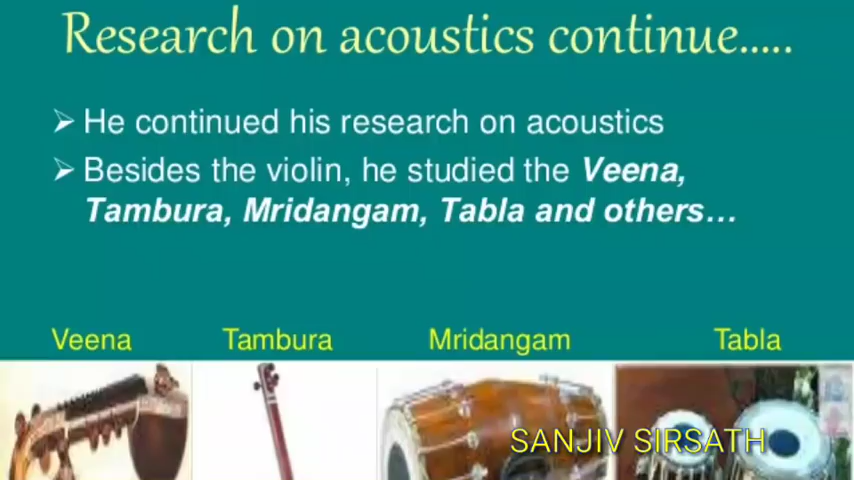 Research on acoustics continue.....
He continued his research on acoustics
Besides the violin, he studied the Veena,
Tambura, Mridangam, Tabla and others...
Veena Tambura Mridangam Tabla
SANJIV SIRSATH